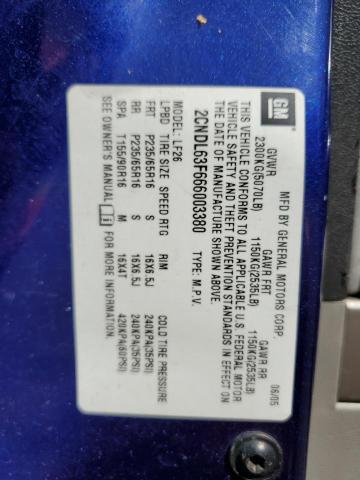 GM
MFD BY GENERAL MOTORS CORP. 06/05
GVWR GAWR FRT GAWR RR
2300KG(5070LB) 1150KG(2535LB) 1150KG(2535LB)
THIS VEHICLE CONFORMS TO ALL APPLICABLE U.S. FEDERAL MOTOR
VEHICLE SAFETY AND THEFT PREVENTION STANDARDS IN EFFECT ON
THE DATE OF MANUFACTURE SHOWN ABOVE.
2CNDL63F666003380 TYPE: M.P.V.
MODEL: LF26
LPBD TIRE SIZE SPEED RTG RIM COLD TIRE PRESSURE
FRT P235/65R16 S 16X6.5J 240KPA(35PSI)
RR P235/65R16 S 16X6.5J 240KPA(35PSI)
SPA T155/90R16 M 16X4T 420KPA(60PSI)
SEE OWNER'S MANUAL FOR MORE INFORMATION